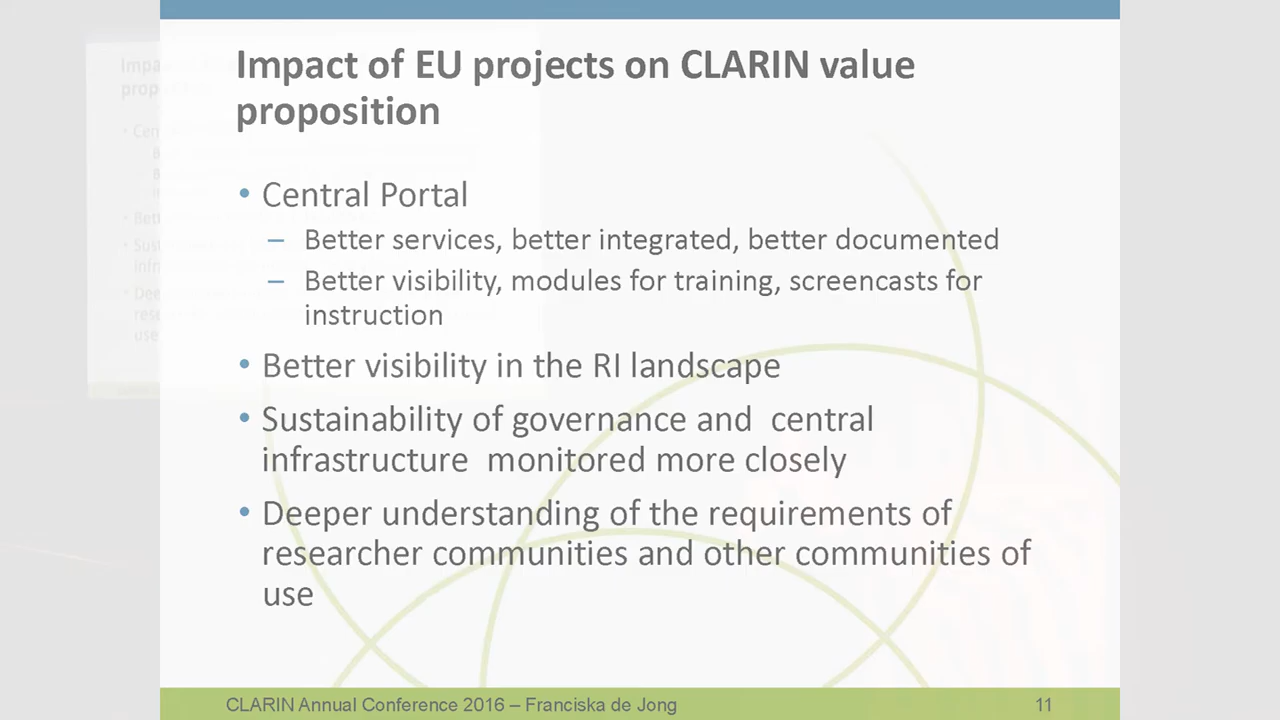 Impact of EU projects on CLARIN value
proposition
• Central Portal
– Better services, better integrated, better documented
– Better visibility, modules for training, screencasts for
instruction
• Better visibility in the RI landscape
• Sustainability of governance and central
infrastructure monitored more closely
• Deeper understanding of the requirements of
researcher communities and other communities of
use
CLARIN Annual Conference 2016 – Franciska de Jong 11